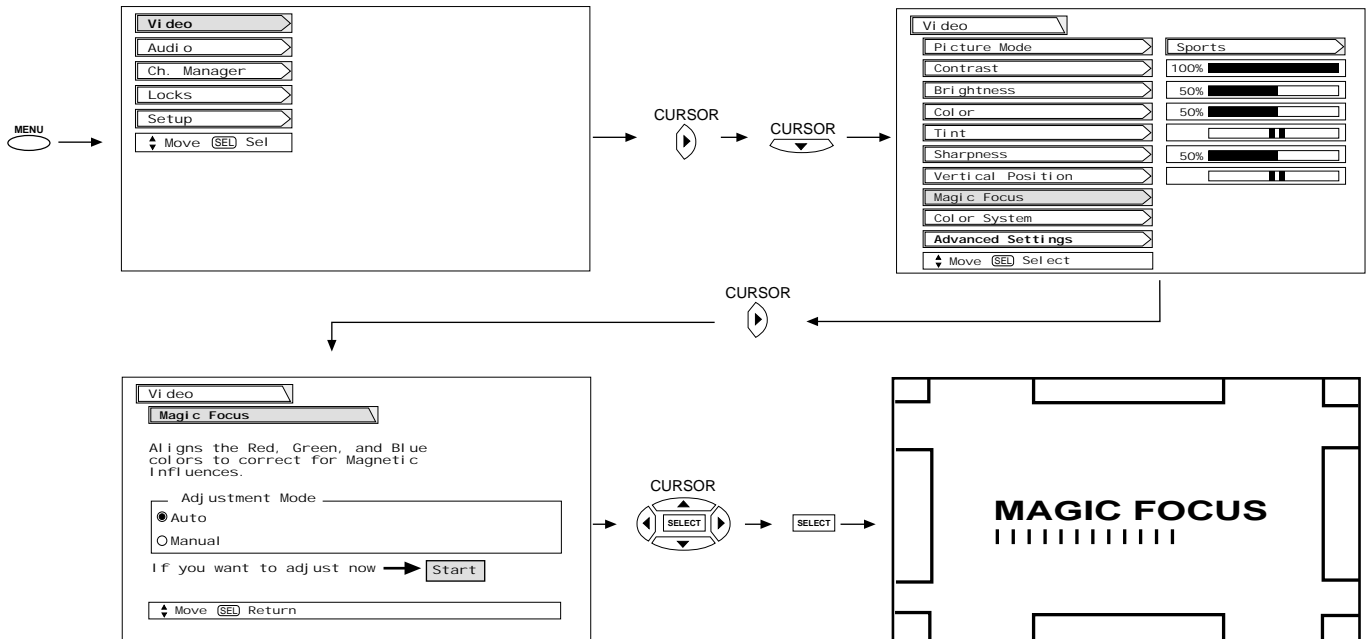 MENU
Video
Audio
Ch. Manager
Locks
Setup
Move SEL Sel
CURSOR
CURSOR
Video
Picture Mode
Sports
Contrast
100%
Brightness
50%
Color
50%
Tint
Sharpness
50%
Vertical Position
Magic Focus
Color System
Advanced Settings
Move SEL Select
CURSOR
Video
Magic Focus
Aligns the Red, Green, and Blue
colors to correct for Magnetic
Influences.
Adjustment Mode
Auto
Manual
If you want to adjust now Start
Move SEL Return
CURSOR
SELECT
SELECT
MAGIC FOCUS